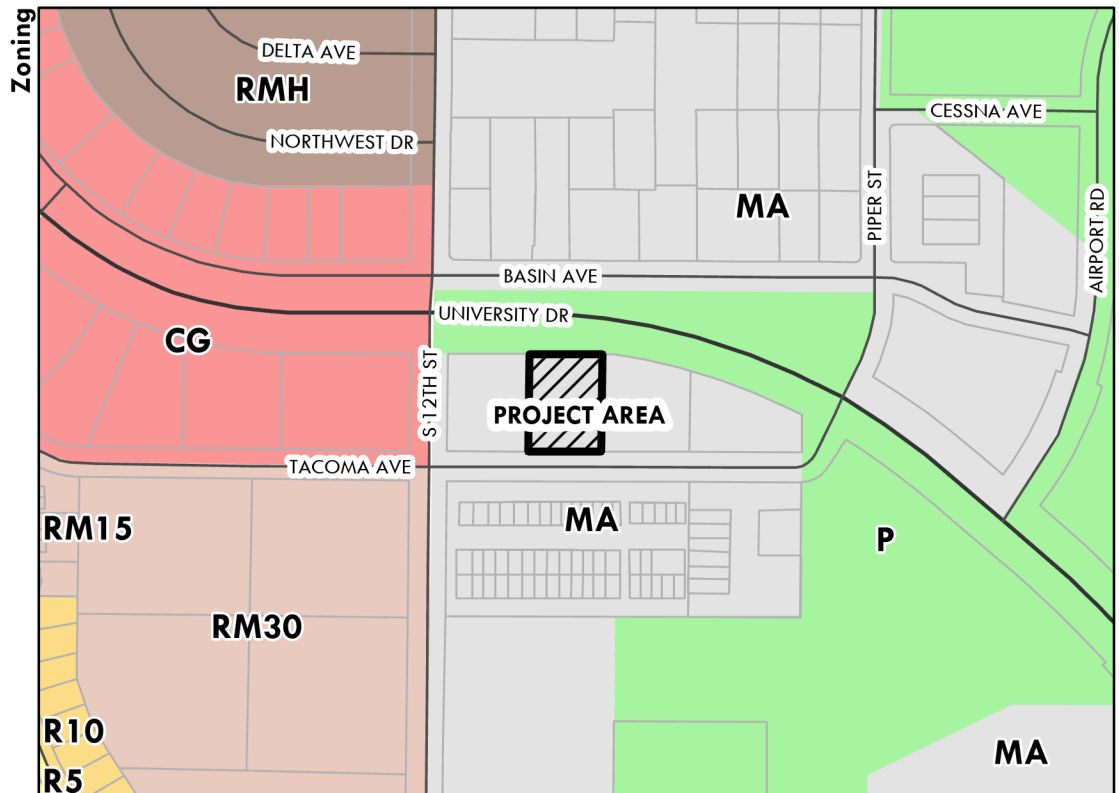 Zoning
DELTA AVE
RMH
CESSNA AVE
NORTHWEST DR
MA
PIPER ST
AIRPORT RD
BASIN AVE
UNIVERSITY DR
CG
S 12TH ST
PROJECT AREA
TACOMA AVE
RM15
MA
P
RM30
R10
MA
R5